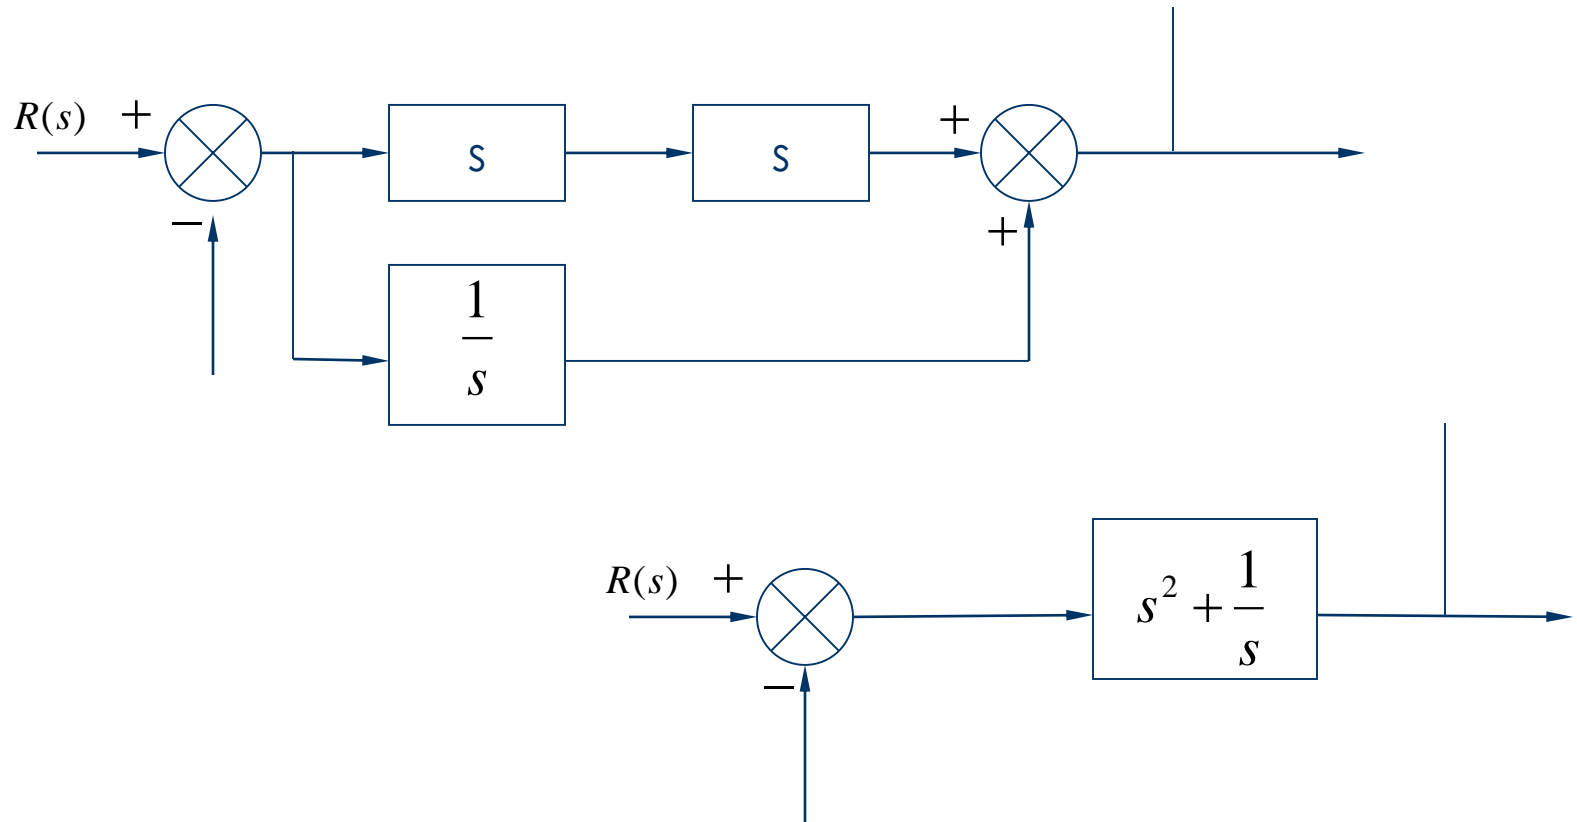 R(s) + S S +
− +
1/s
R(s) + s² + 1/s
−